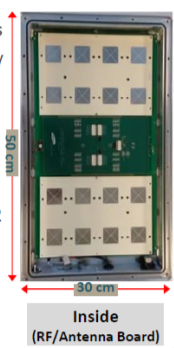 50 cm
30 cm
Inside
(RF/Antenna Board)